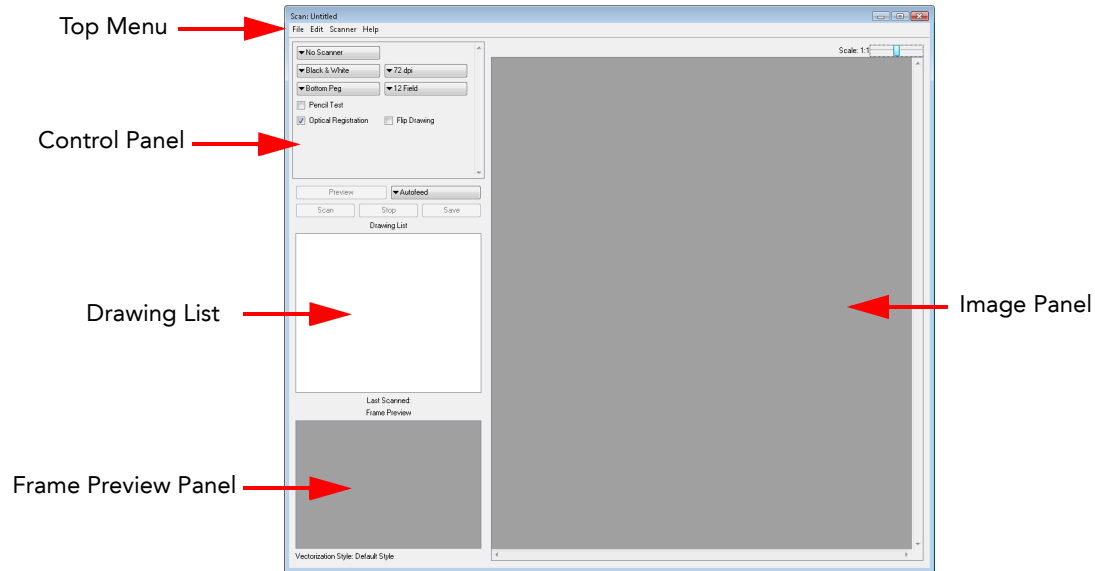 Scan: Untitled
Top Menu
File Edit Scanner Help
Scale: 1:1
No Scanner
Black & White 72 dpi
Bottom Peg 12 Field
Pencil Test
Optical Registration Flip Drawing
Control Panel
Preview Autofeed
Scan Stop Save
Drawing List
Drawing List
Image Panel
Last Scanned:
Frame Preview
Frame Preview Panel
Vectorization Style: Default Style